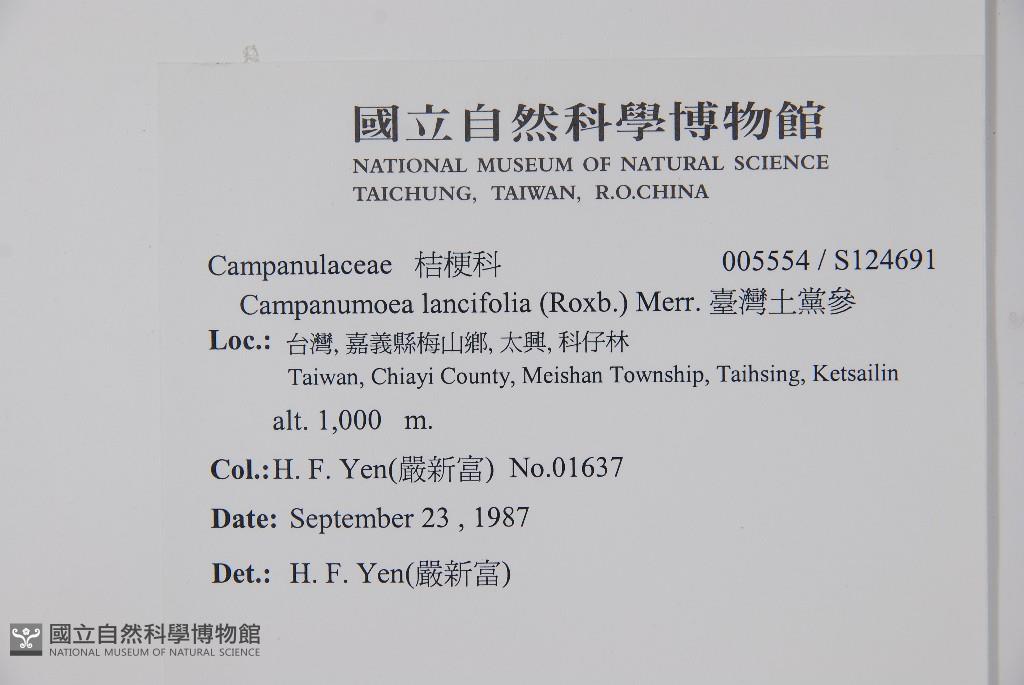 國立自然科學博物館
NATIONAL MUSEUM OF NATURAL SCIENCE
TAICHUNG, TAIWAN, R.O.CHINA
Campanulaceae 桔梗科 005554 / S124691
Campanumoea lancifolia (Roxb.) Merr. 臺灣土黨參
Loc.: 台灣, 嘉義縣梅山鄉, 太興, 科仔林
Taiwan, Chiayi County, Meishan Township, Taihsing, Ketsailin
alt. 1,000 m.
Col.: H. F. Yen(嚴新富) No.01637
Date: September 23 , 1987
Det.: H. F. Yen(嚴新富)
國立自然科學博物館
NATIONAL MUSEUM OF NATURAL SCIENCE